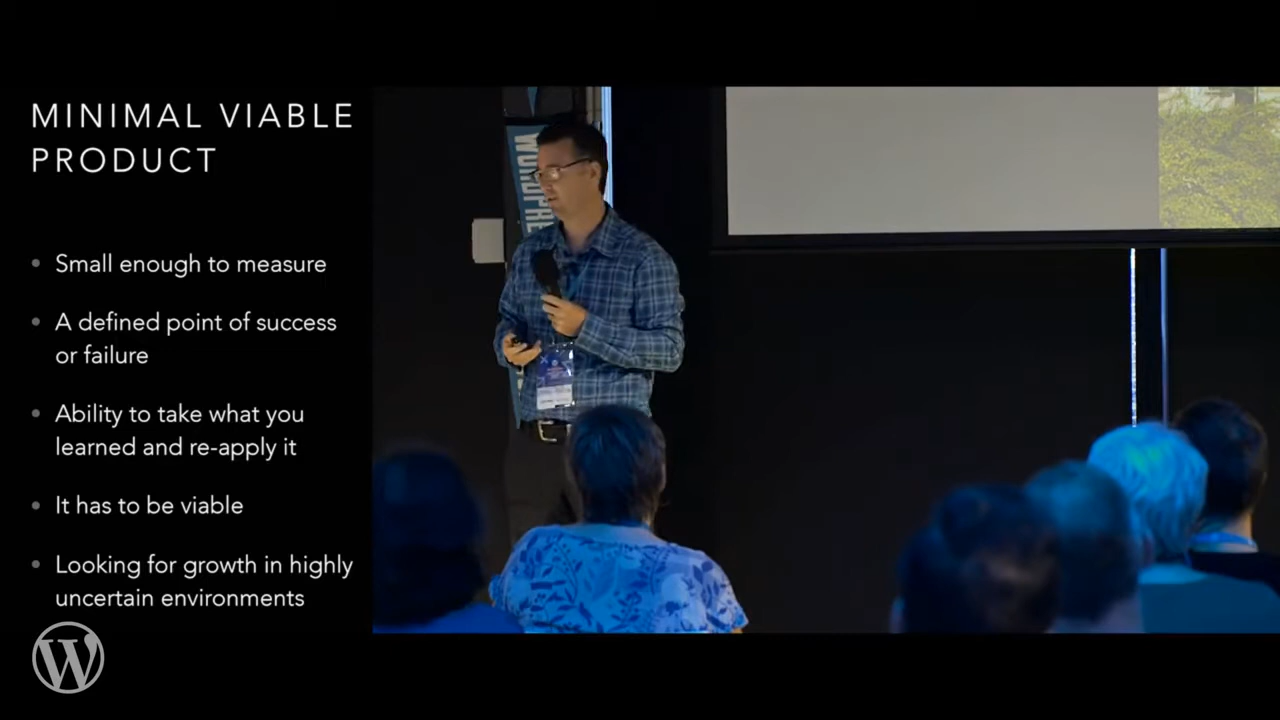 MINIMAL VIABLE
PRODUCT
• Small enough to measure
• A defined point of success
or failure
• Ability to take what you
learned and re-apply it
• It has to be viable
• Looking for growth in highly
uncertain environments